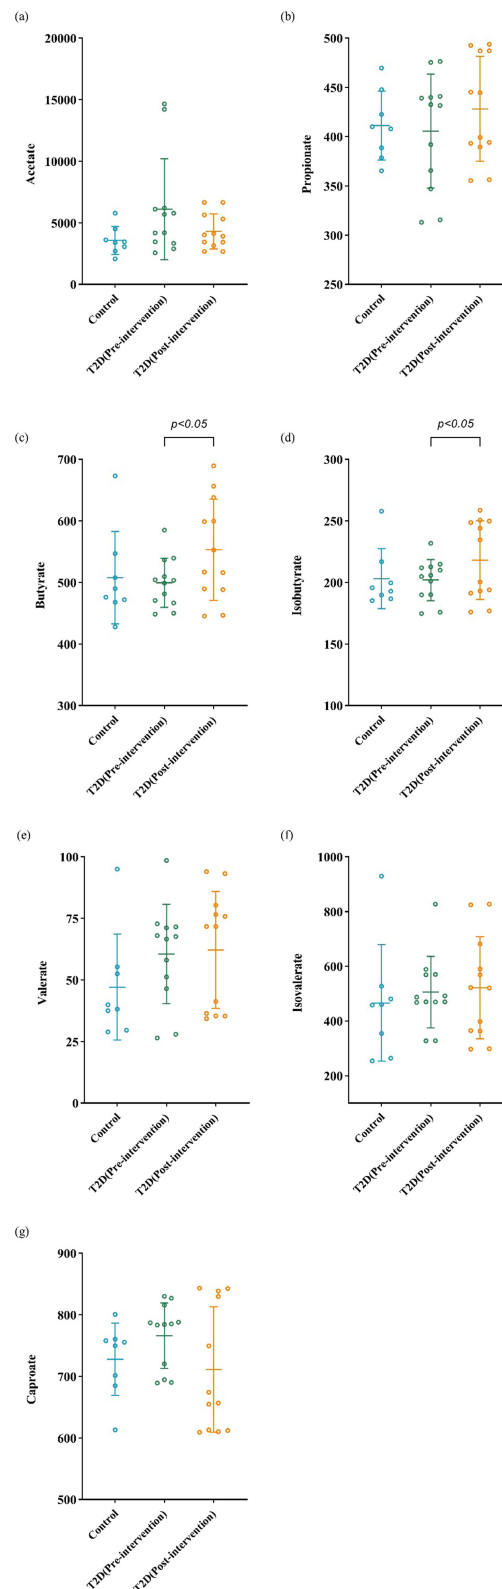 (a)
Acctate
20000
15000
10000
5000
0
Control
T2D(Pre-intervention)
T2D(Post-intervention)
(b)
Propionate
500
450
400
350
300
250
Control
T2D(Pre-intervention)
T2D(Post-intervention)
(c)
p<0.05
Butyrate
700
600
500
400
300
Control
T2D(Pre-intervention)
T2D(Post-intervention)
(d)
p<0.05
Isobutyrate
300
250
200
150
100
Control
T2D(Pre-intervention)
T2D(Post-intervention)
(e)
Valerate
100
75
50
25
0
Control
T2D(Pre-intervention)
T2D(Post-intervention)
(f)
Isovalerate
1000
800
600
400
200
Control
T2D(Pre-intervention)
T2D(Post-intervention)
(g)
Caproate
900
800
700
600
500
Control
T2D(Pre-intervention)
T2D(Post-intervention)